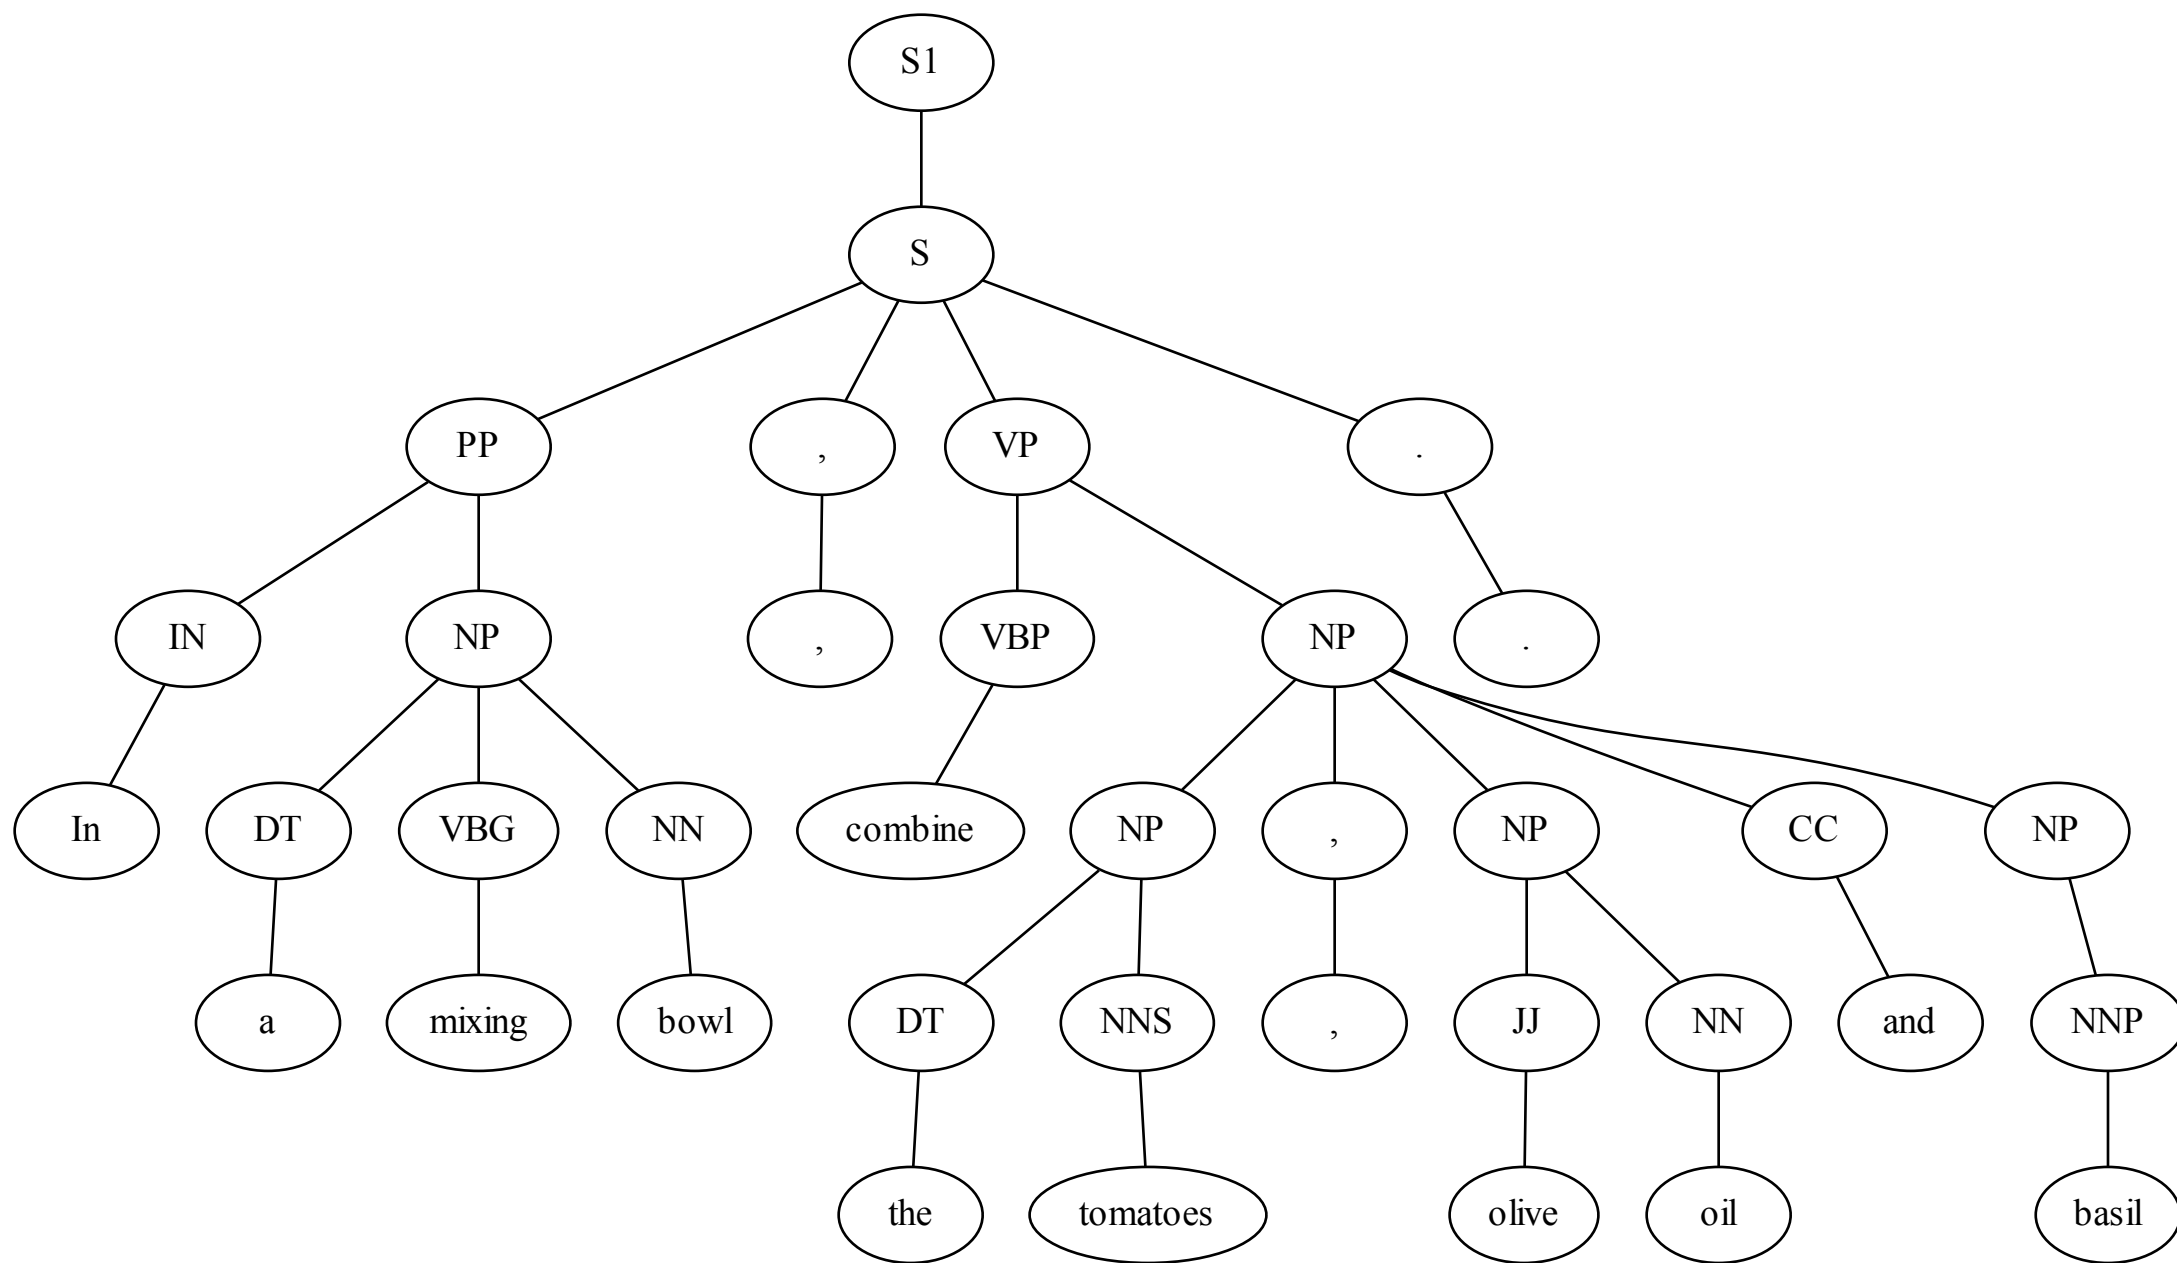 S1
S
PP , VP .
IN NP , VBP NP .
In DT VBG NN combine NP , NP CC NP
a mixing bowl DT NNS , JJ NN and NNP
the tomatoes olive oil basil